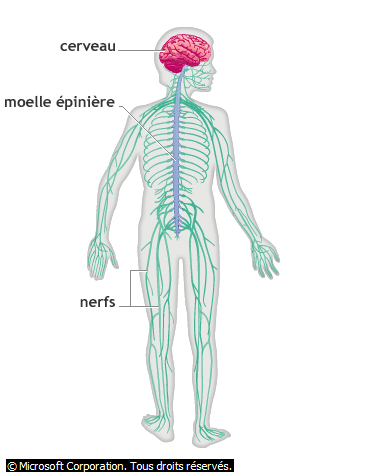 cerveau
moelle épinière
nerfs
© Microsoft Corporation. Tous droits réservés.